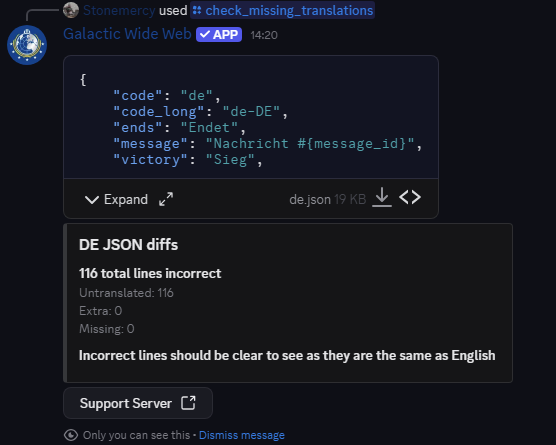 Stonemercy used check_missing_translations
Galactic Wide Web APP 14:20
{
    "code": "de",
    "code_long": "de-DE",
    "ends": "Endet",
    "message": "Nachricht #{message_id}",
    "victory": "Sieg",
Expand de.json 19 KB
DE JSON diffs
116 total lines incorrect
Untranslated: 116
Extra: 0
Missing: 0
Incorrect lines should be clear to see as they are the same as English
Support Server
Only you can see this • Dismiss message